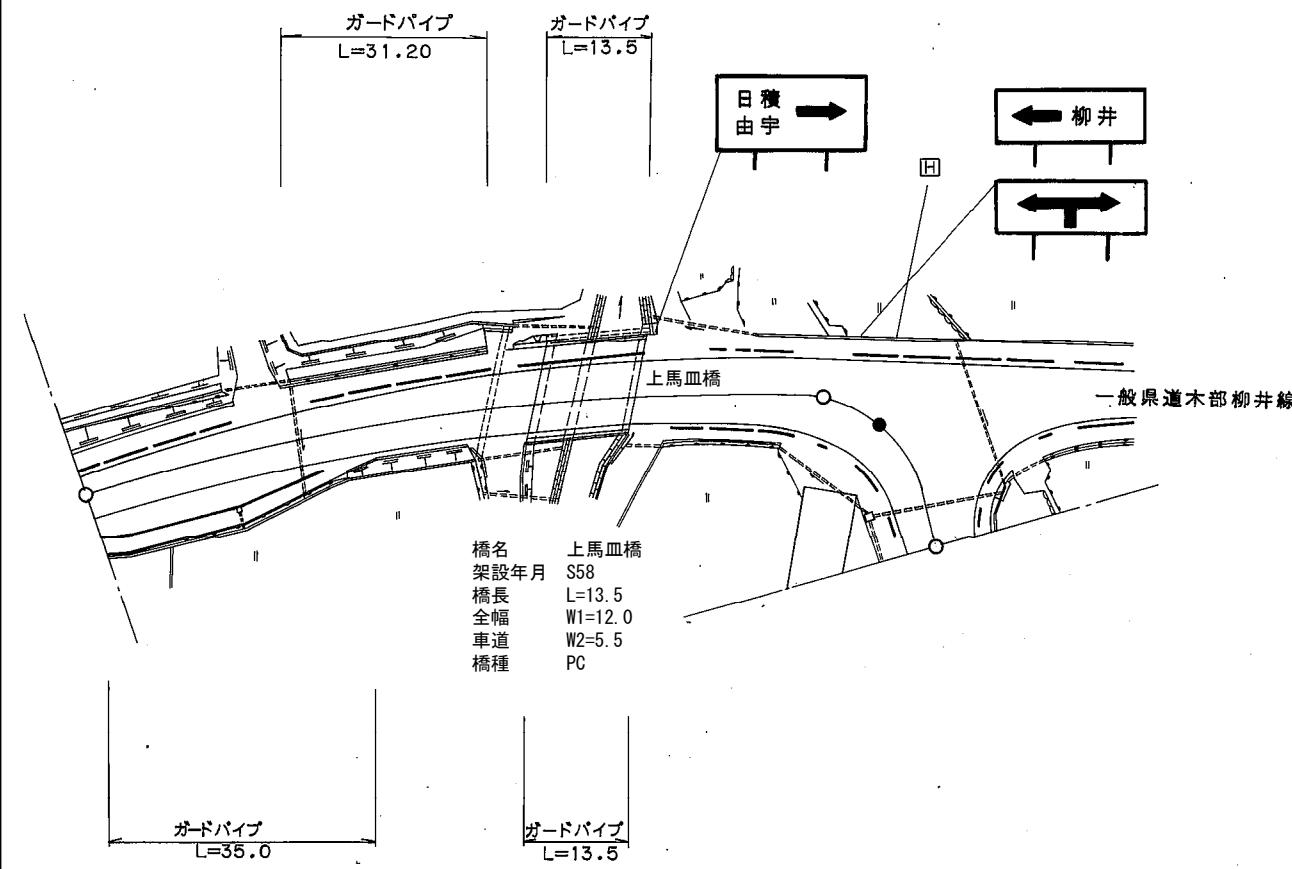 ガードパイプ
L=31.20
ガードパイプ
L=13.5
日積
由宇
柳井
H
上馬皿橋
一般県道木部柳井線
橋名 上馬皿橋
架設年月 S58
橋長 L=13.5
全幅 W1=12.0
車道 W2=5.5
橋種 PC
ガードパイプ
L=35.0
ガードパイプ
L=13.5